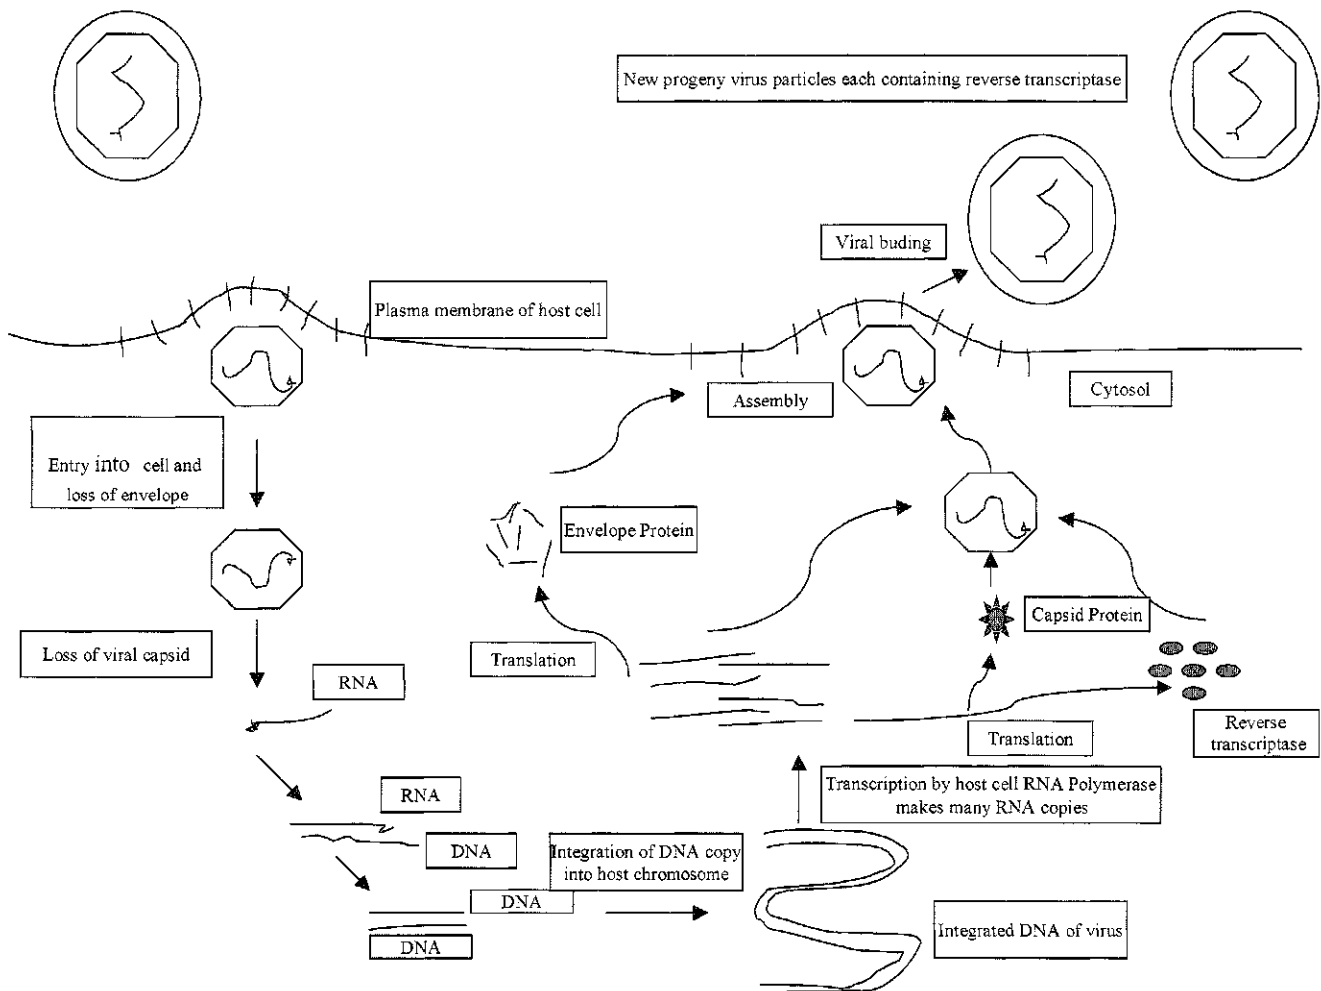 New progeny virus particles each containing reverse transcriptase
Viral buding
Plasma membrane of host cell
Assembly
Cytosol
Entry into cell and
loss of envelope
Envelope Protein
Capsid Protein
Loss of viral capsid
Translation
RNA
Reverse
transcriptase
Translation
RNA
Transcription by host cell RNA Polymerase
makes many RNA copies
DNA
Integration of DNA copy
into host chromosome
DNA
Integrated DNA of virus
DNA